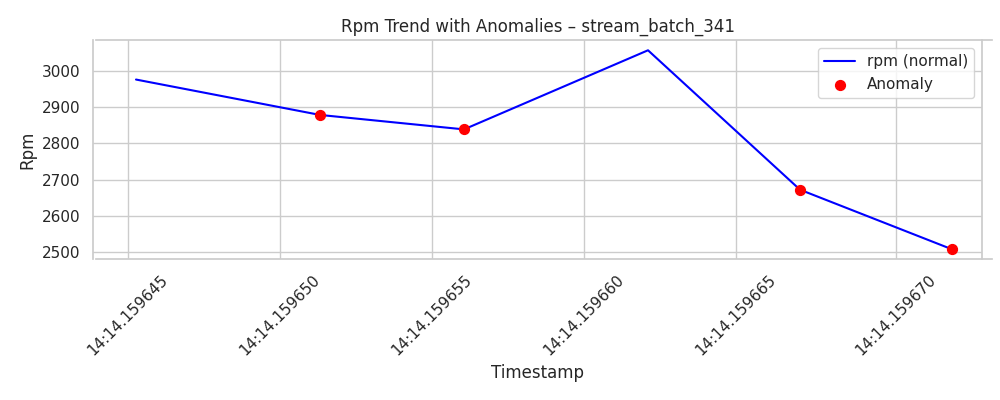 Rpm Trend with Anomalies – stream_batch_341
rpm (normal)
Anomaly
Rpm
3000
2900
2800
2700
2600
2500
14:14.159645
14:14.159650
14:14.159655
14:14.159660
14:14.159665
14:14.159670
Timestamp